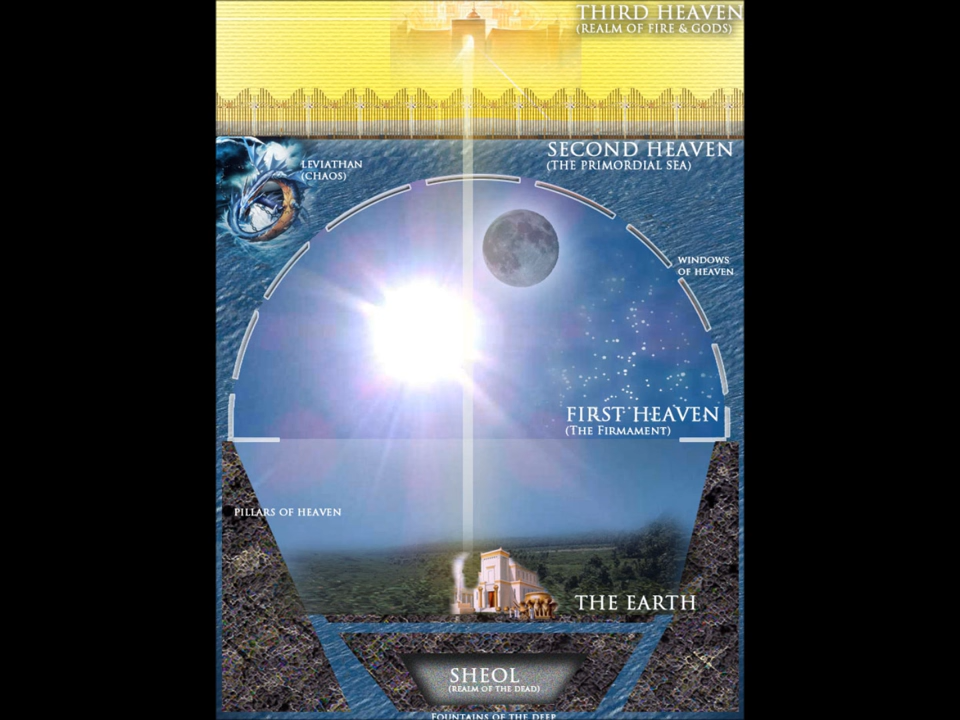 THIRD HEAVEN
(REALM OF FIRE & GODS)
SECOND HEAVEN
(THE PRIMORDIAL SEA)
LEVIATHAN
(CHAOS)
WINDOWS
OF HEAVEN
FIRST HEAVEN
(THE FIRMAMENT)
PILLARS OF HEAVEN
THE EARTH
SHEOL
(REALM OF THE DEAD)
FOUNTAINS OF THE DEEP